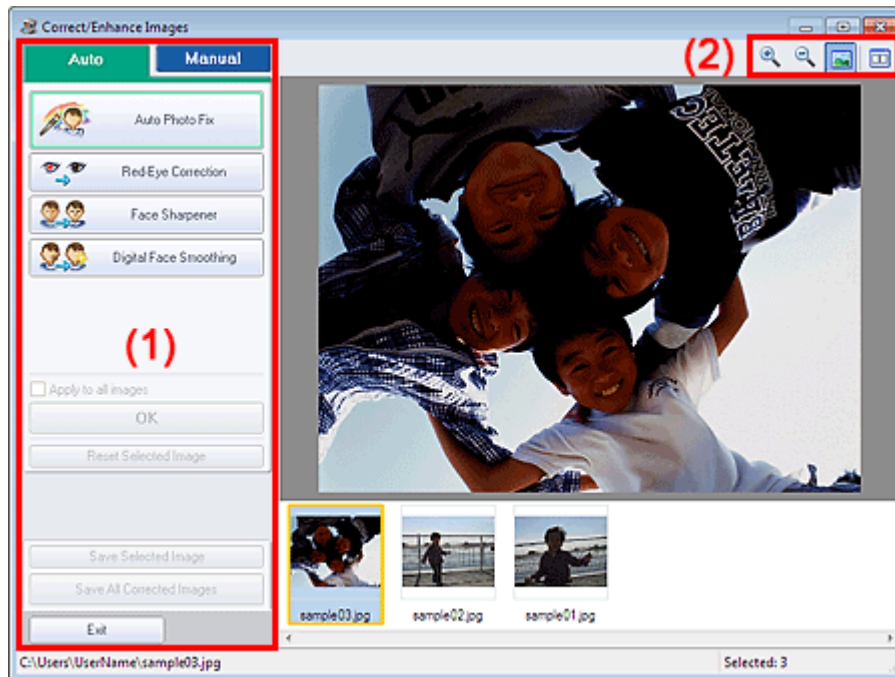 Correct/Enhance Images
Auto
Manual
(2)
Auto Photo Fix
Red-Eye Correction
Face Sharpener
Digital Face Smoothing
(1)
Apply to all images
OK
Reset Selected Image
Save Selected Image
Save All Corrected Images
Exit
sample03.jpg
sample02.jpg
sample01.jpg
C:\Users\UserName\sample03.jpg
Selected: 3